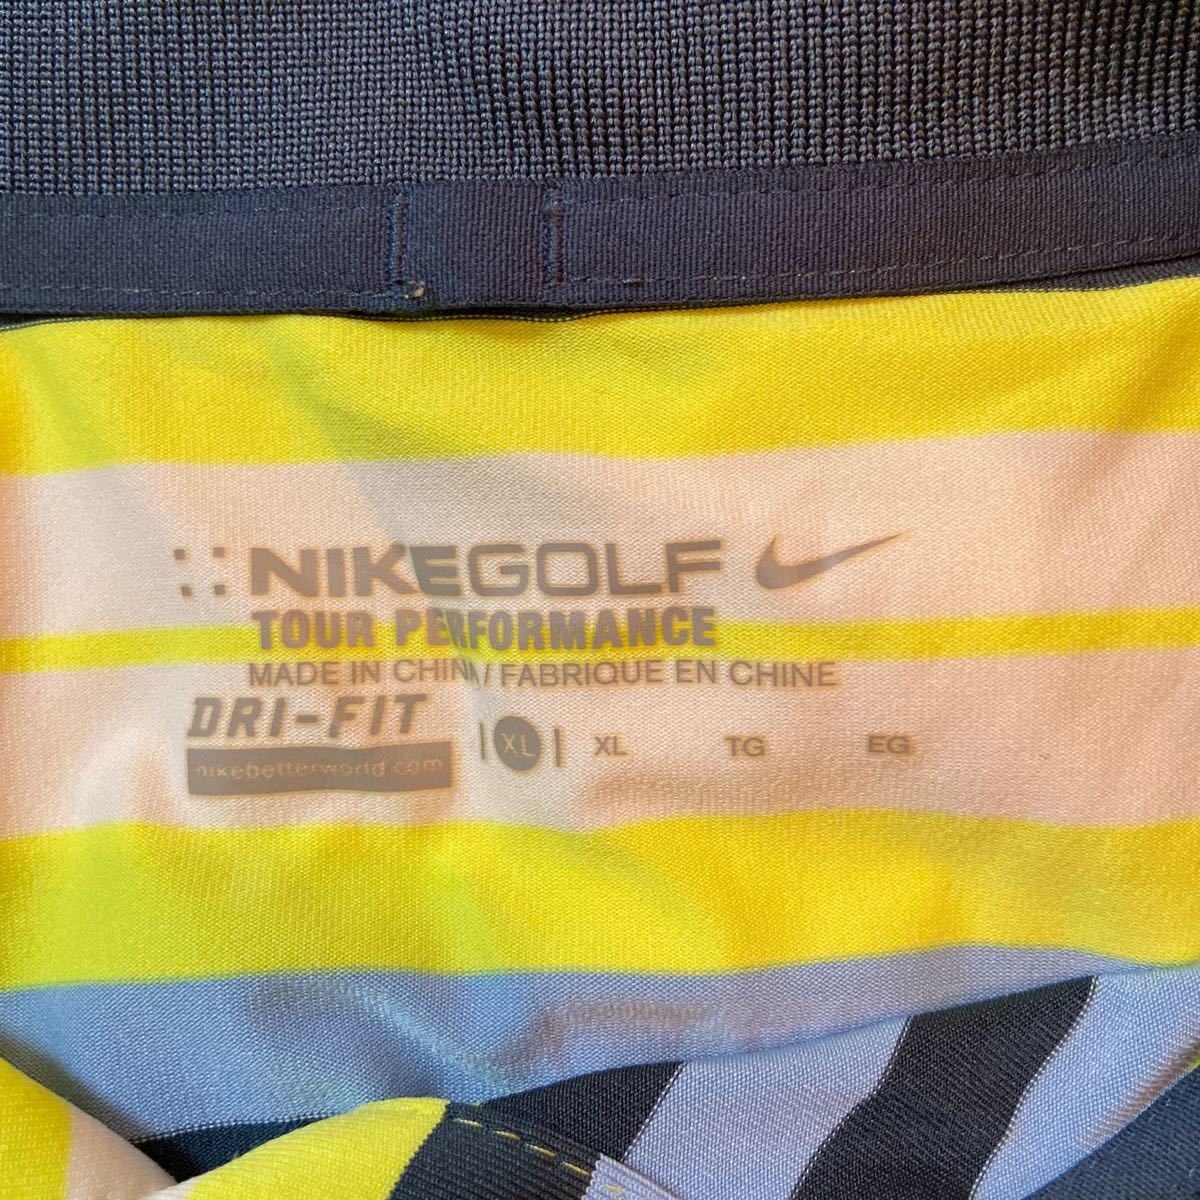 NIKEGOLF
TOUR PERFORMANCE
MADE IN CHINA / FABRIQUE EN CHINE
DRI-FIT
nikebetterworld.com
XL XL TG EG